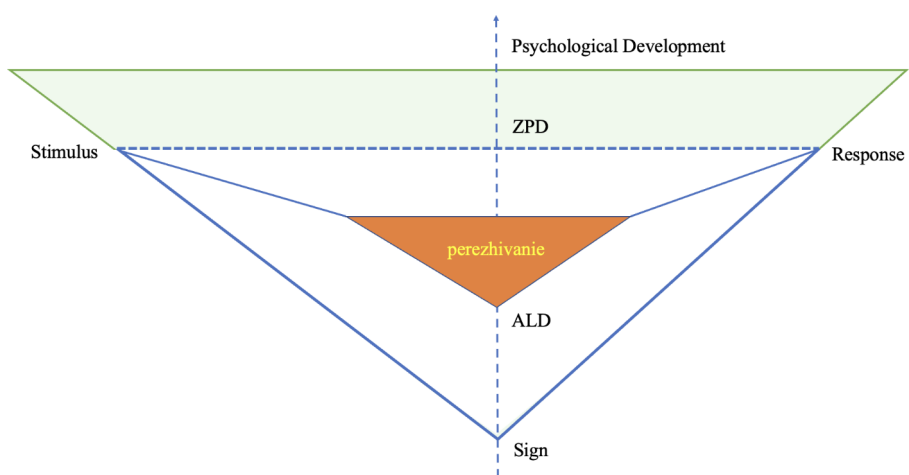 Psychological Development
ZPD
Stimulus
Response
perezhivanie
ALD
Sign